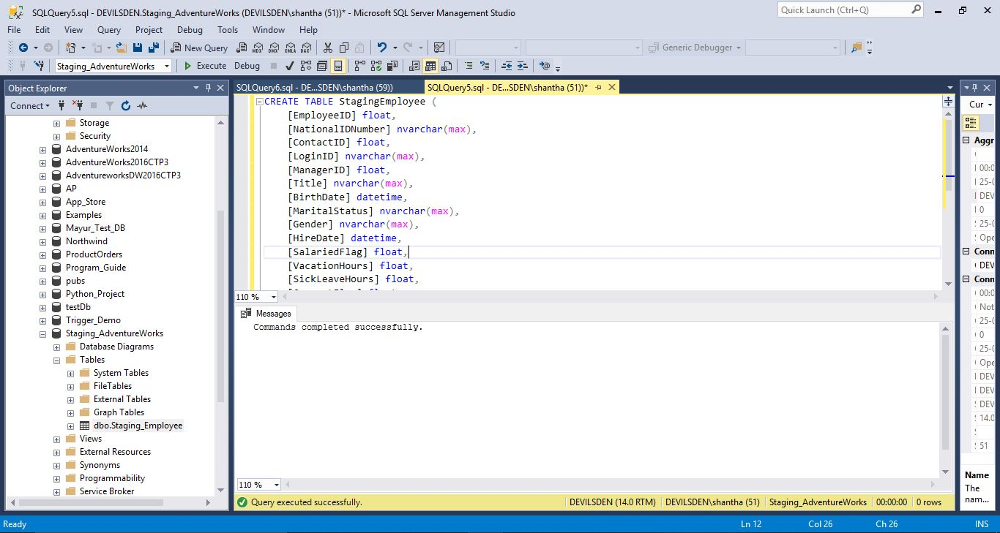 SQLQuery5.sql - DEVILSDEN.Staging_AdventureWorks (DEVILSDEN\shantha (51))* - Microsoft SQL Server Management Studio
Quick Launch (Ctrl+Q)
File Edit View Query Project Debug Tools Window Help
New Query MDX DMX XMLA DAX Generic Debugger
Staging_AdventureWorks Execute Debug
Object Explorer
Connect
Storage
Security
AdventureWorks2014
AdventureWorks2016CTP3
AdventureworksDW2016CTP3
AP
App_Store
Examples
Mayur_Test_DB
Northwind
ProductOrders
Program_Guide
pubs
Python_Project
testDb
Trigger_Demo
Staging_AdventureWorks
Database Diagrams
Tables
System Tables
FileTables
External Tables
Graph Tables
dbo.Staging_Employee
Views
External Resources
Synonyms
Programmability
Service Broker
SQLQuery6.sql - DE...SDEN\shantha (59))
SQLQuery5.sql - DE...SDEN\shantha (51))*
CREATE TABLE StagingEmployee (
[EmployeeID] float,
[NationalIDNumber] nvarchar(max),
[ContactID] float,
[LoginID] nvarchar(max),
[ManagerID] float,
[Title] nvarchar(max),
[BirthDate] datetime,
[MaritalStatus] nvarchar(max),
[Gender] nvarchar(max),
[HireDate] datetime,
[SalariedFlag] float,
[VacationHours] float,
[SickLeaveHours] float,
110 %
Messages
Commands completed successfully.
110 %
Query executed successfully. DEVILSDEN (14.0 RTM) DEVILSDEN\shantha (51) Staging_AdventureWorks 00:00:00 0 rows
Cur
Aggr
00:0
25-0
DEV
0
25-0
Ope
Conn
DEV
Conn
00:0
Not
25-0
0
25-0
Ope
DEV
DEV
DEV
14.0
51
Name
The
nam...
Ready Ln 12 Col 26 Ch 26 INS